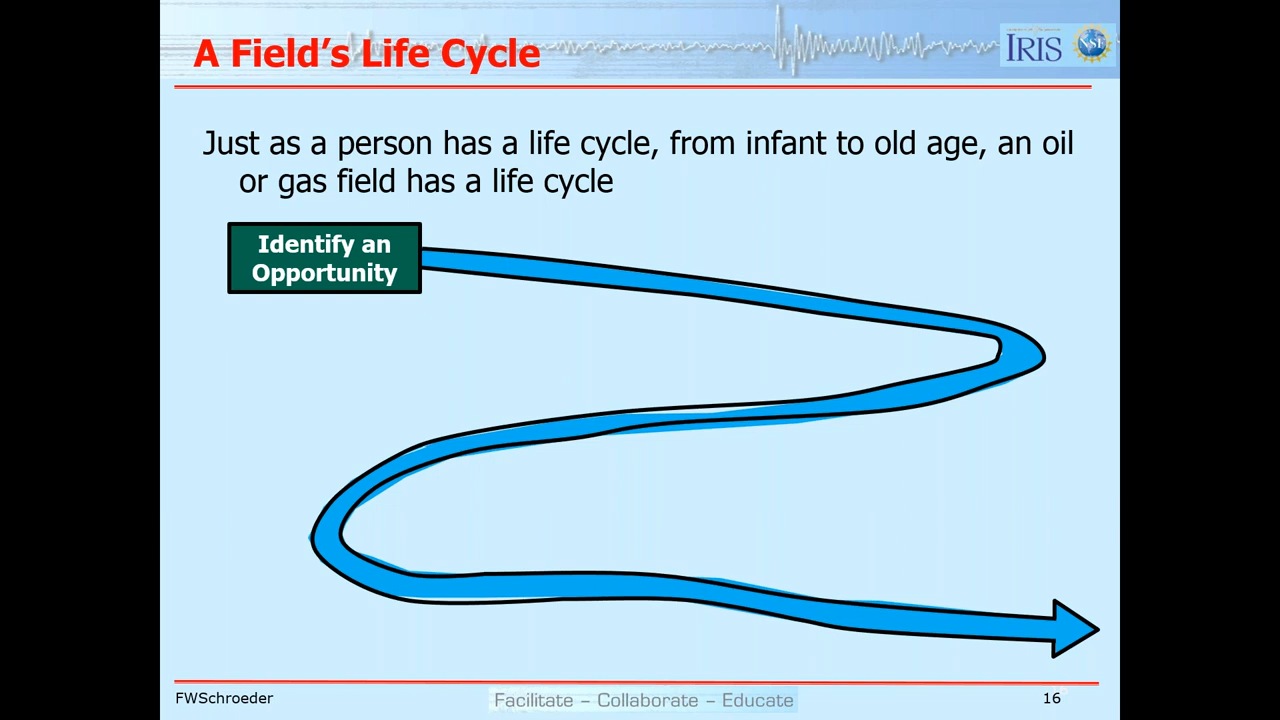 A Field's Life Cycle
IRIS
NSF
Just as a person has a life cycle, from infant to old age, an oil
or gas field has a life cycle
Identify an
Opportunity
FWSchroeder
Facilitate – Collaborate – Educate
16